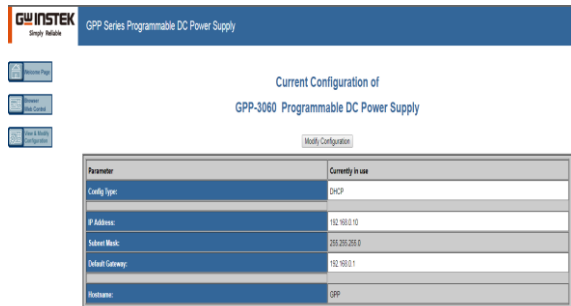 GW INSTEK
Simply Reliable
GPP Series Programmable DC Power Supply
Welcome Page
Browser
Web Control
View & Modify
Configuration
Current Configuration of
GPP-3060 Programmable DC Power Supply
Modify Configuration
Parameter Currently in use
Config Type: DHCP
IP Address: 192.168.0.10
Subnet Mask: 255.255.255.0
Default Gateway: 192.168.0.1
Hostname: GPP